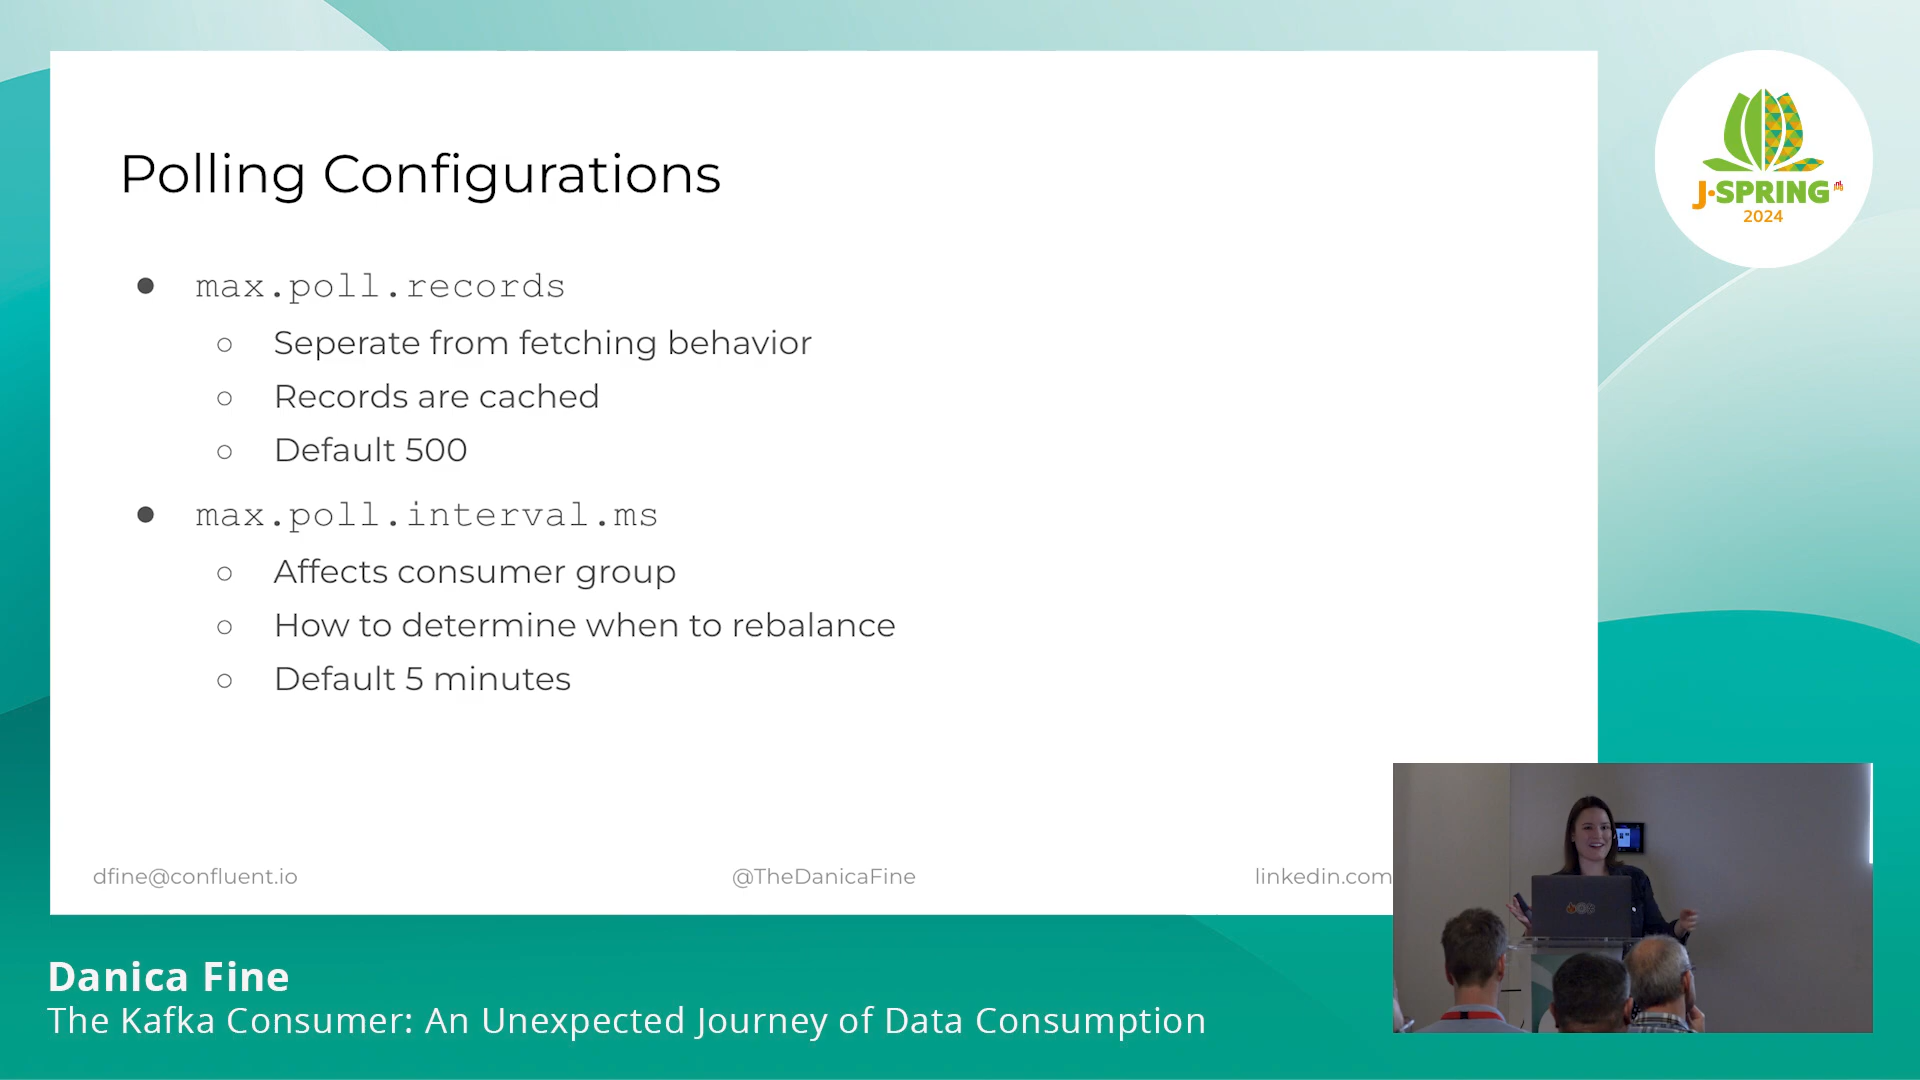 Polling Configurations
max.poll.records
Seperate from fetching behavior
Records are cached
Default 500
max.poll.interval.ms
Affects consumer group
How to determine when to rebalance
Default 5 minutes
dfine@confluent.io
@TheDanicaFine
linkedin.com
J-SPRING
2024
Danica Fine
The Kafka Consumer: An Unexpected Journey of Data Consumption